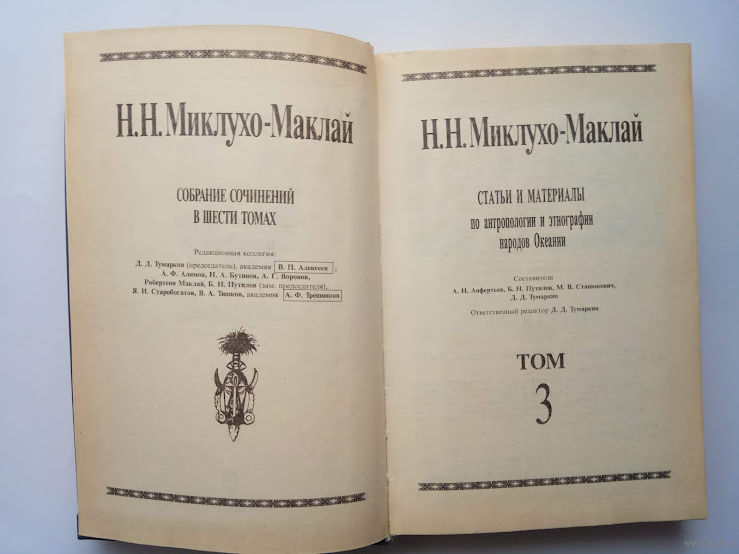 Н.Н. Миклухо-Маклай
СОБРАНИЕ СОЧИНЕНИЙ
В ШЕСТИ ТОМАХ
Редакционная коллегия:
Д. Д. Тумаркин (председатель), академик В. П. Алексеев,
А. Ф. Алимов, Н. А. Бутинов, А. Г. Воронов,
Робертсон Маклай, Б. Н. Путилов (зам. председателя),
Я. И. Старобогатов, В. А. Тишков, академик А. Ф. Трешников
Н.Н. Миклухо-Маклай
СТАТЬИ И МАТЕРИАЛЫ
по антропологии и этнографии
народов Океании
Составители
А. Н. Анфертьев, Б. Н. Путилов, М. В. Станюкович,
Д. Д. Тумаркин
Ответственный редактор Д. Д. Тумаркин
ТОМ
3